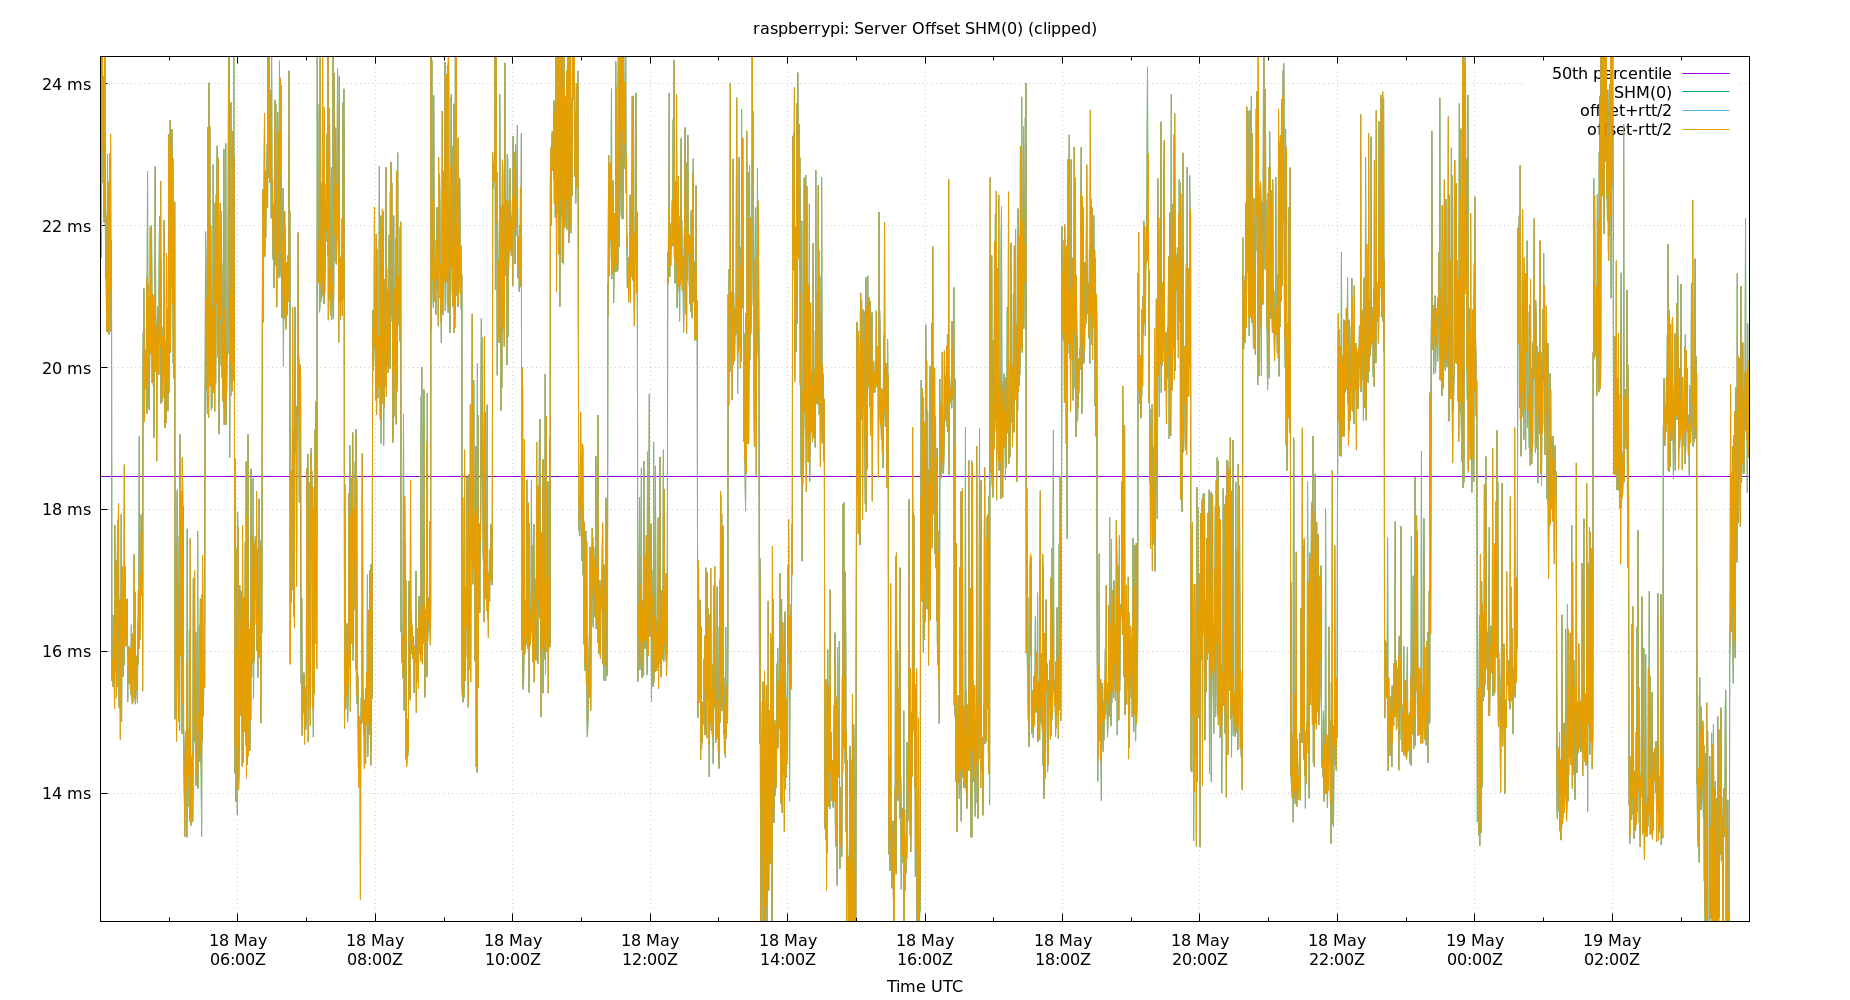 raspberrypi: Server Offset SHM(0) (clipped)
24 ms
22 ms
20 ms
18 ms
16 ms
14 ms
50th percentile
SHM(0)
offset+rtt/2
offset-rtt/2
18 May 06:00Z
18 May 08:00Z
18 May 10:00Z
18 May 12:00Z
18 May 14:00Z
18 May 16:00Z
18 May 18:00Z
18 May 20:00Z
18 May 22:00Z
19 May 00:00Z
19 May 02:00Z
Time UTC